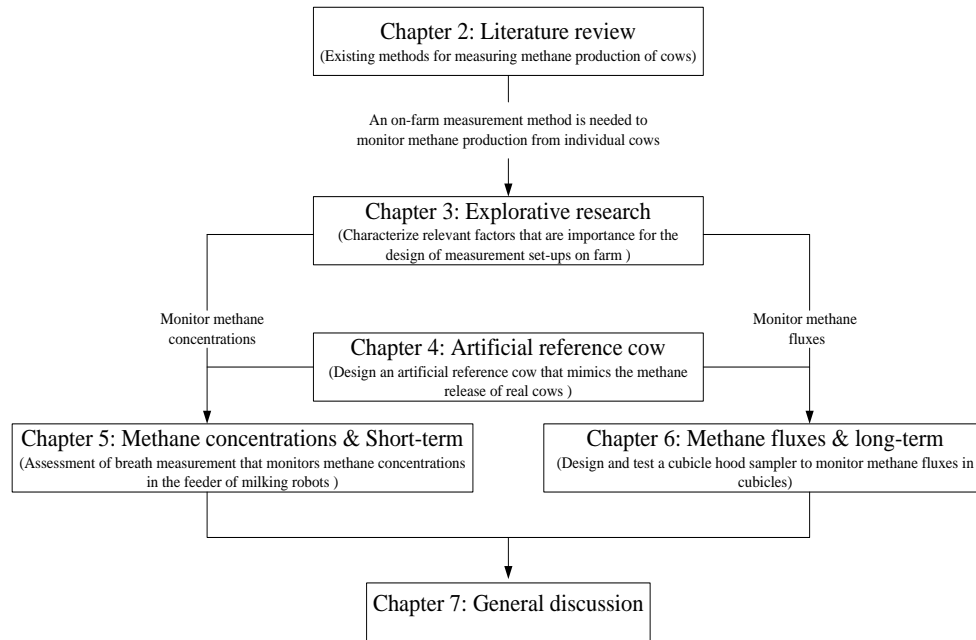 Chapter 2: Literature review
(Existing methods for measuring methane production of cows)
An on-farm measurement method is needed to
monitor methane production from individual cows
Chapter 3: Explorative research
(Characterize relevant factors that are importance for the
design of measurement set-ups on farm )
Monitor methane
concentrations
Monitor methane
fluxes
Chapter 4: Artificial reference cow
(Design an artificial reference cow that mimics the methane
release of real cows )
Chapter 5: Methane concentrations & Short-term
(Assessment of breath measurement that monitors methane concentrations
in the feeder of milking robots )
Chapter 6: Methane fluxes & long-term
(Design and test a cubicle hood sampler to monitor methane fluxes in
cubicles)
Chapter 7: General discussion